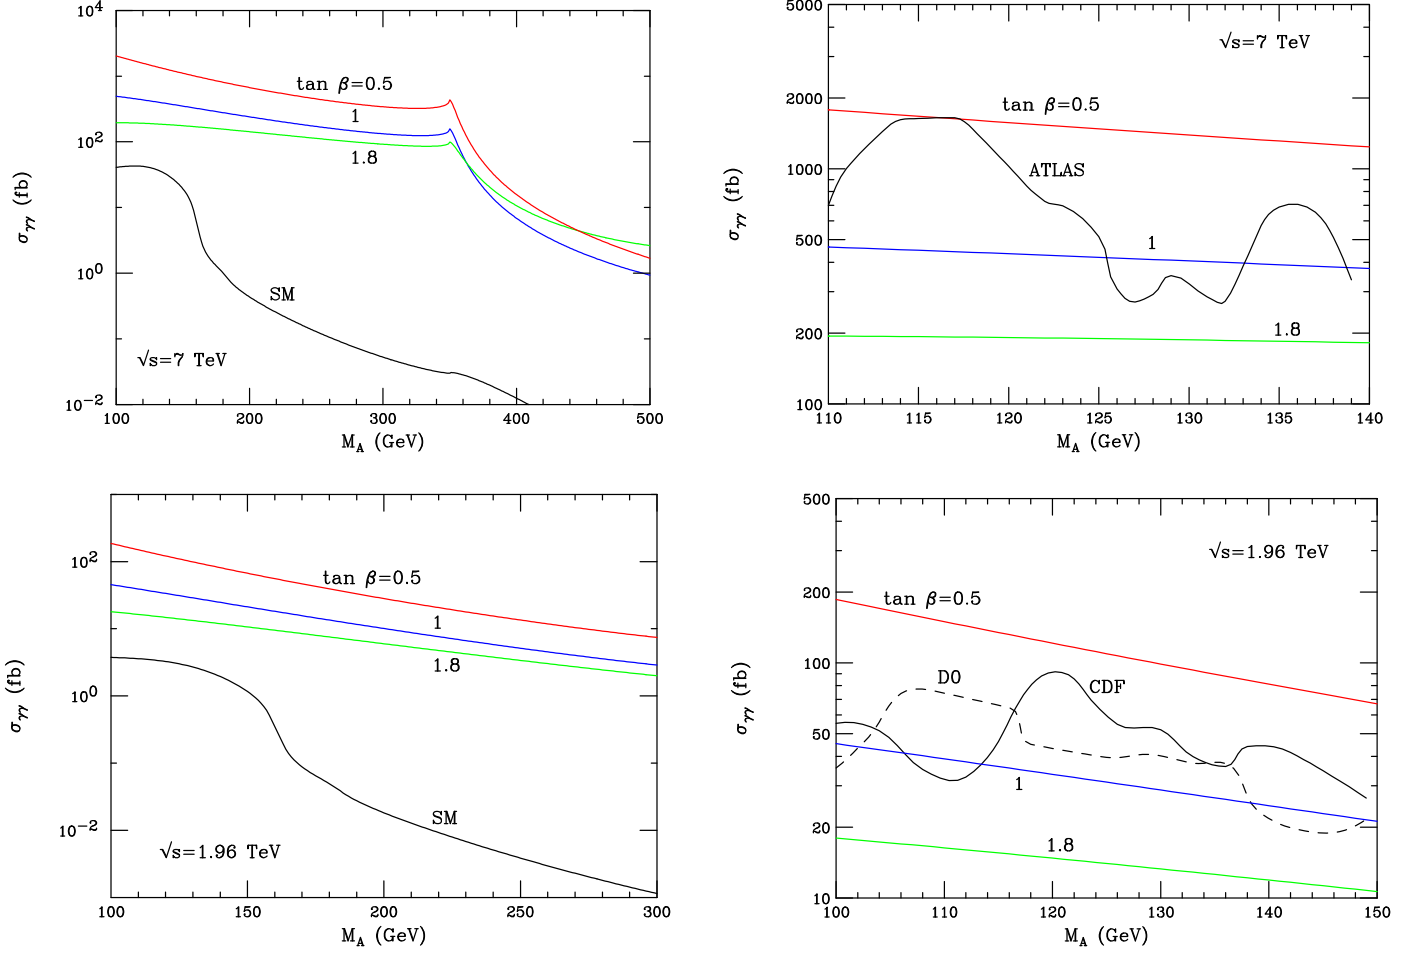 10^4
10^2
10^0
10^-2
σγγ (fb)
tan β=0.5
1
1.8
SM
√s=7 TeV
100 200 300 400 500
M_A (GeV)
5000
2000
1000
500
200
100
σγγ (fb)
√s=7 TeV
tan β=0.5
ATLAS
1
1.8
110 115 120 125 130 135 140
M_A (GeV)
10^2
10^0
10^-2
σγγ (fb)
tan β=0.5
1
1.8
SM
√s=1.96 TeV
100 150 200 250 300
M_A (GeV)
500
200
100
50
20
10
σγγ (fb)
√s=1.96 TeV
tan β=0.5
D0
CDF
1
1.8
100 110 120 130 140 150
M_A (GeV)